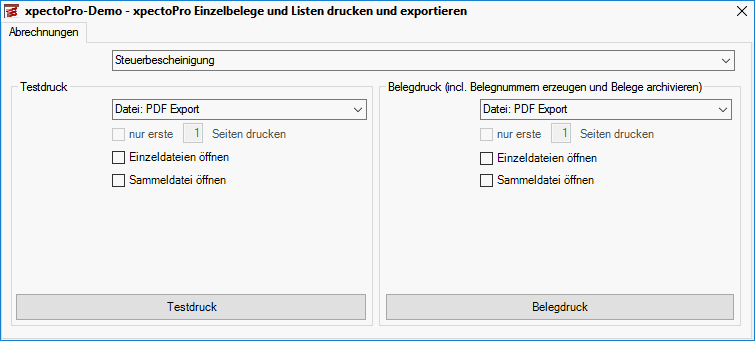 xpectoPro-Demo - xpectoPro Einzelbelege und Listen drucken und exportieren
Abrechnungen
Steuerbescheinigung
Testdruck
Datei: PDF Export
nur erste 1 Seiten drucken
Einzeldateien öffnen
Sammeldatei öffnen
Testdruck
Belegdruck (incl. Belegnummern erzeugen und Belege archivieren)
Datei: PDF Export
nur erste 1 Seiten drucken
Einzeldateien öffnen
Sammeldatei öffnen
Belegdruck